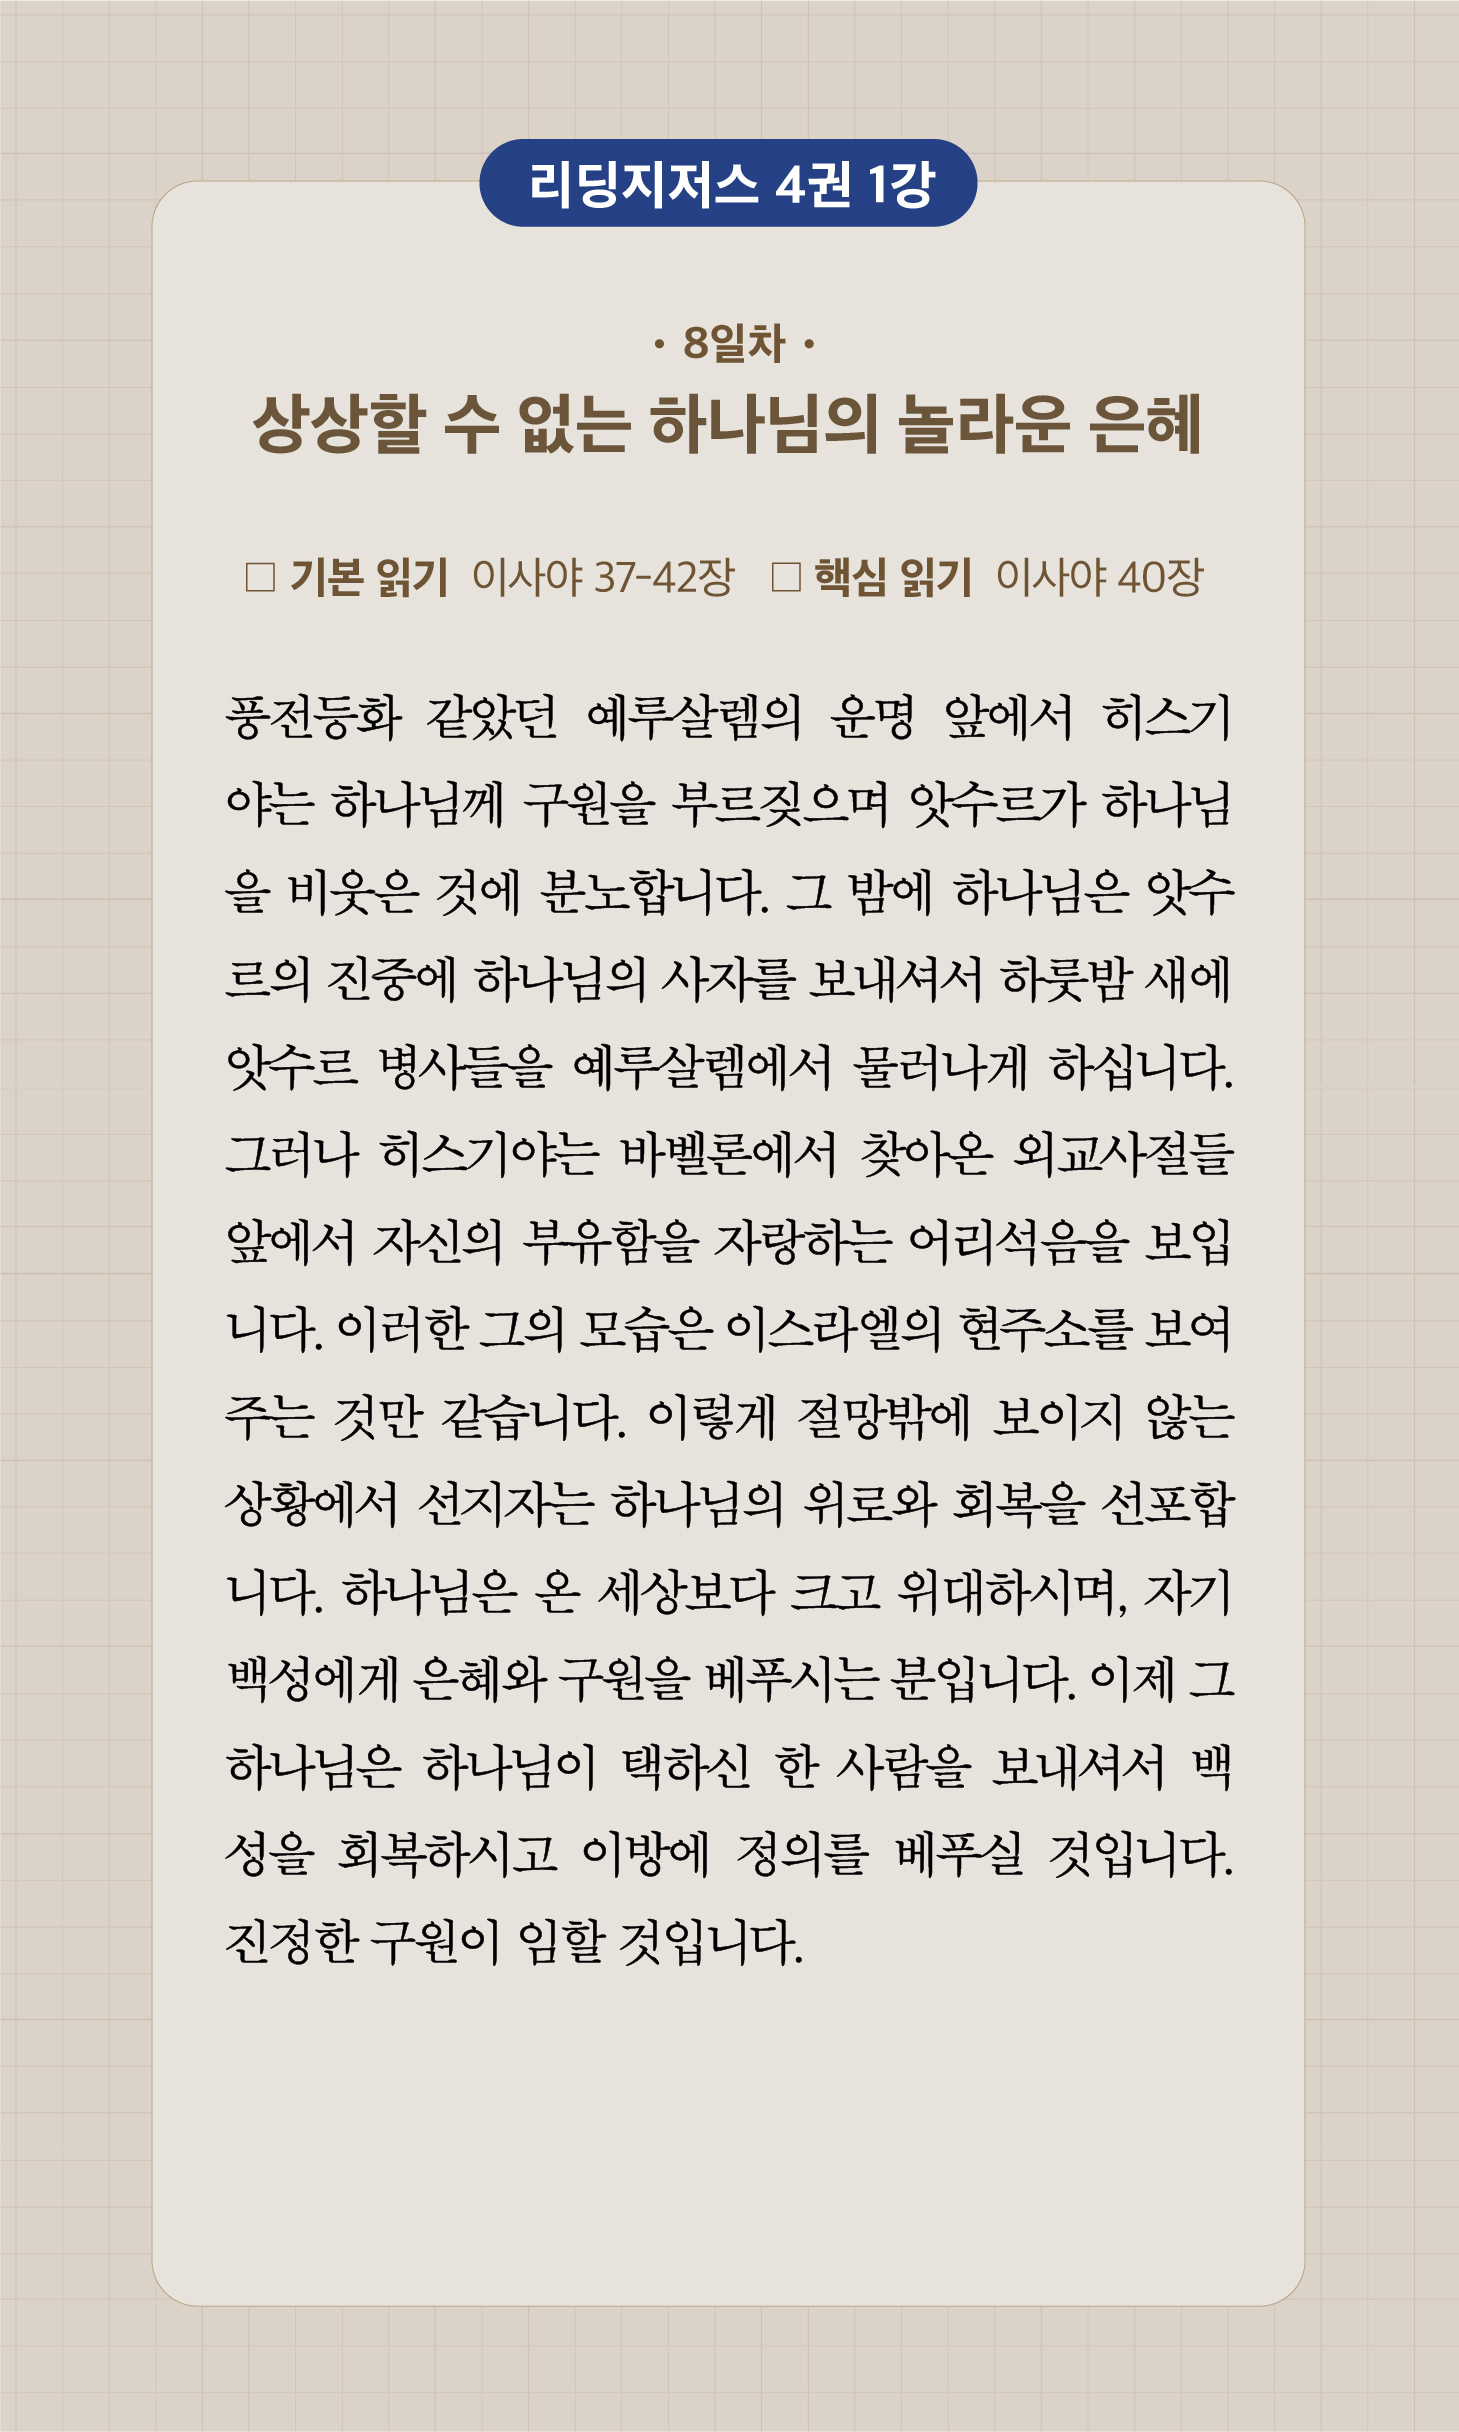 리딩지저스 4권 1강
· 8일차 ·
상상할 수 없는 하나님의 놀라운 은혜
□ 기본 읽기 이사야 37-42장 □ 핵심 읽기 이사야 40장
풍전등화 같았던 예루살렘의 운명 앞에서 히스기
야는 하나님께 구원을 부르짖으며 앗수르가 하나님
을 비웃은 것에 분노합니다. 그 밤에 하나님은 앗수
르의 진중에 하나님의 사자를 보내셔서 하룻밤 새에
앗수르 병사들을 예루살렘에서 물러나게 하십니다.
그러나 히스기야는 바벨론에서 찾아온 외교사절들
앞에서 자신의 부유함을 자랑하는 어리석음을 보입
니다. 이러한 그의 모습은 이스라엘의 현주소를 보여
주는 것만 같습니다. 이렇게 절망밖에 보이지 않는
상황에서 선지자는 하나님의 위로와 회복을 선포합
니다. 하나님은 온 세상보다 크고 위대하시며, 자기
백성에게 은혜와 구원을 베푸시는 분입니다. 이제 그
하나님은 하나님이 택하신 한 사람을 보내셔서 백
성을 회복하시고 이방에 정의를 베푸실 것입니다.
진정한 구원이 임할 것입니다.